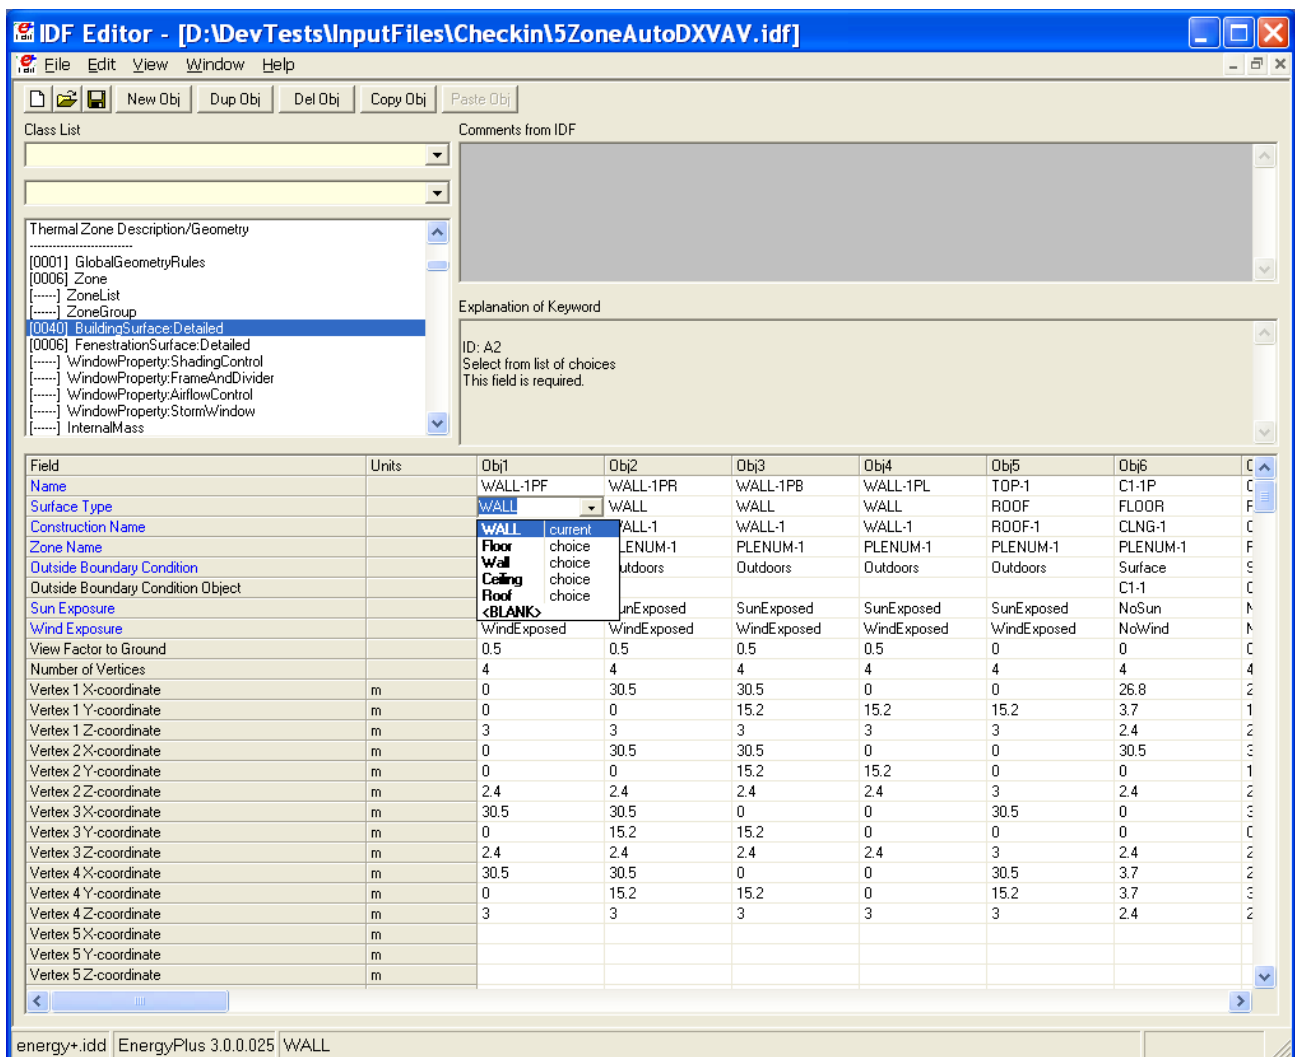 IDF Editor - [D:\DevTests\InputFiles\Checkin\5ZoneAutoDXVAV.idf]
File Edit View Window Help
New Obj Dup Obj Del Obj Copy Obj Paste Obj
Class List Comments from IDF
Thermal Zone Description/Geometry
--------------------------
[0001] GlobalGeometryRules
[0006] Zone
[------] ZoneList
[------] ZoneGroup
[0040] BuildingSurface:Detailed
[0006] FenestrationSurface:Detailed
[------] WindowProperty:ShadingControl
[------] WindowProperty:FrameAndDivider
[------] WindowProperty:AirflowControl
[------] WindowProperty:StormWindow
[------] InternalMass
Explanation of Keyword
ID: A2
Select from list of choices
This field is required.
Field Units Obj1 Obj2 Obj3 Obj4 Obj5 Obj6
Name WALL-1PF WALL-1PR WALL-1PB WALL-1PL TOP-1 C1-1P
Surface Type WALL WALL WALL WALL ROOF FLOOR
Construction Name WALL-1 WALL-1 WALL-1 ROOF-1 CLNG-1
Zone Name PLENUM-1 PLENUM-1 PLENUM-1 PLENUM-1 PLENUM-1
Outside Boundary Condition Outdoors Outdoors Outdoors Outdoors Surface
Outside Boundary Condition Object C1-1
Sun Exposure SunExposed SunExposed SunExposed SunExposed NoSun
Wind Exposure WindExposed WindExposed WindExposed WindExposed WindExposed NoWind
WALL current
Floor choice
Wall choice
Ceiling choice
Roof choice
<BLANK>
View Factor to Ground 0.5 0.5 0.5 0.5 0 0
Number of Vertices 4 4 4 4 4 4
Vertex 1 X-coordinate m 0 30.5 30.5 0 0 26.8
Vertex 1 Y-coordinate m 0 0 15.2 15.2 15.2 3.7
Vertex 1 Z-coordinate m 3 3 3 3 3 2.4
Vertex 2 X-coordinate m 0 30.5 30.5 0 0 30.5
Vertex 2 Y-coordinate m 0 0 15.2 15.2 0 0
Vertex 2 Z-coordinate m 2.4 2.4 2.4 2.4 3 2.4
Vertex 3 X-coordinate m 30.5 30.5 0 0 30.5 0
Vertex 3 Y-coordinate m 0 15.2 15.2 0 0 0
Vertex 3 Z-coordinate m 2.4 2.4 2.4 2.4 3 2.4
Vertex 4 X-coordinate m 30.5 30.5 0 0 30.5 3.7
Vertex 4 Y-coordinate m 0 15.2 15.2 0 15.2 3.7
Vertex 4 Z-coordinate m 3 3 3 3 3 2.4
Vertex 5 X-coordinate m
Vertex 5 Y-coordinate m
Vertex 5 Z-coordinate m
energy+.idd EnergyPlus 3.0.0.025 WALL